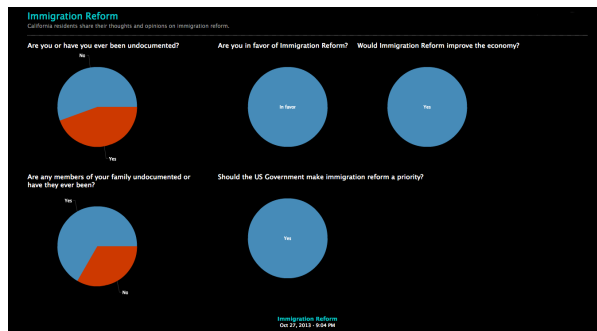 Immigration Reform
California residents share their thoughts and opinions on immigration reform.
Are you or have you ever been undocumented?
No
Yes
Are you in favor of Immigration Reform?
In favor
Would Immigration Reform improve the economy?
Yes
Are any members of your family undocumented or
have they ever been?
Yes
No
Should the US Government make immigration reform a priority?
Yes
Immigration Reform
Oct 27, 2013 - 9:04 PM